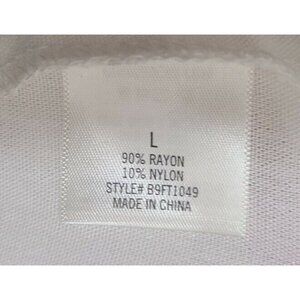 L
90% RAYON
10% NYLON
STYLE# B9FT1049
MADE IN CHINA